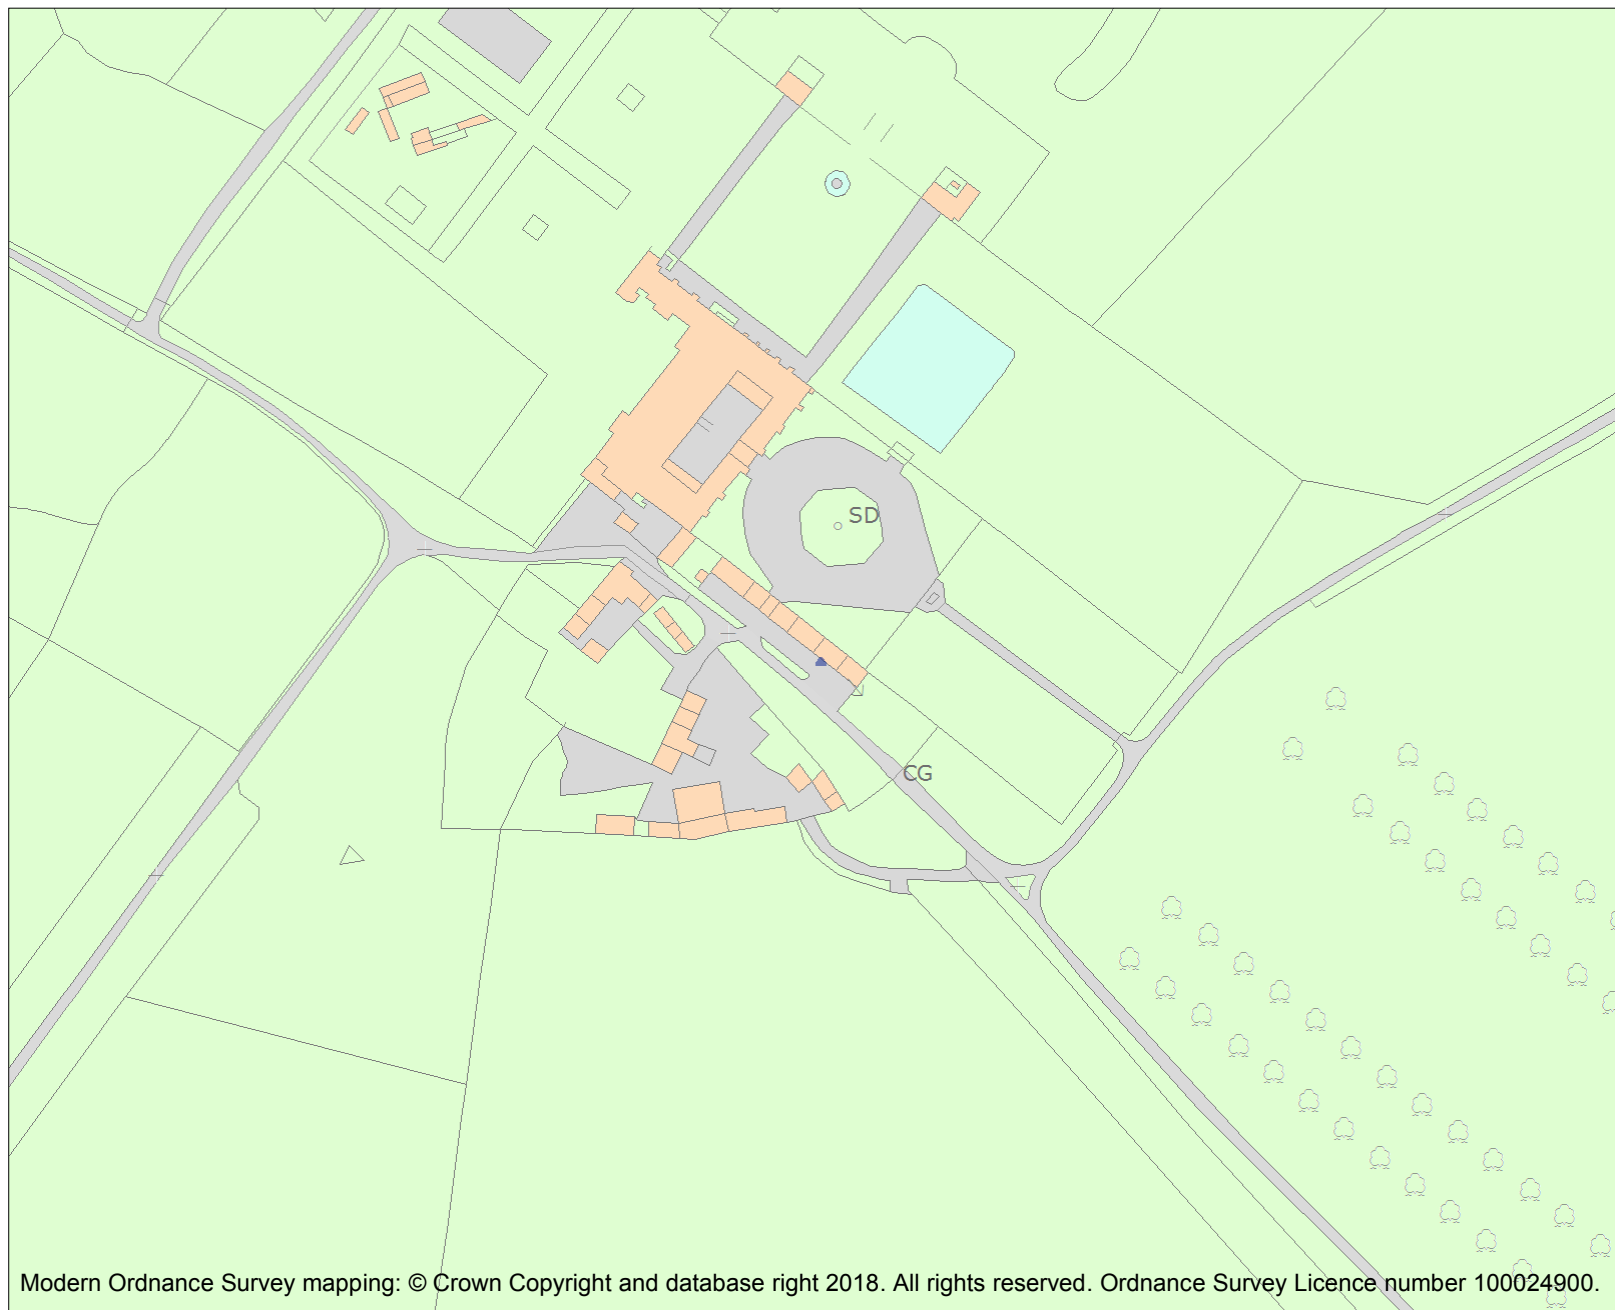 SD
CG
Modern Ordnance Survey mapping: © Crown Copyright and database right 2018. All rights reserved. Ordnance Survey Licence number 100024900.